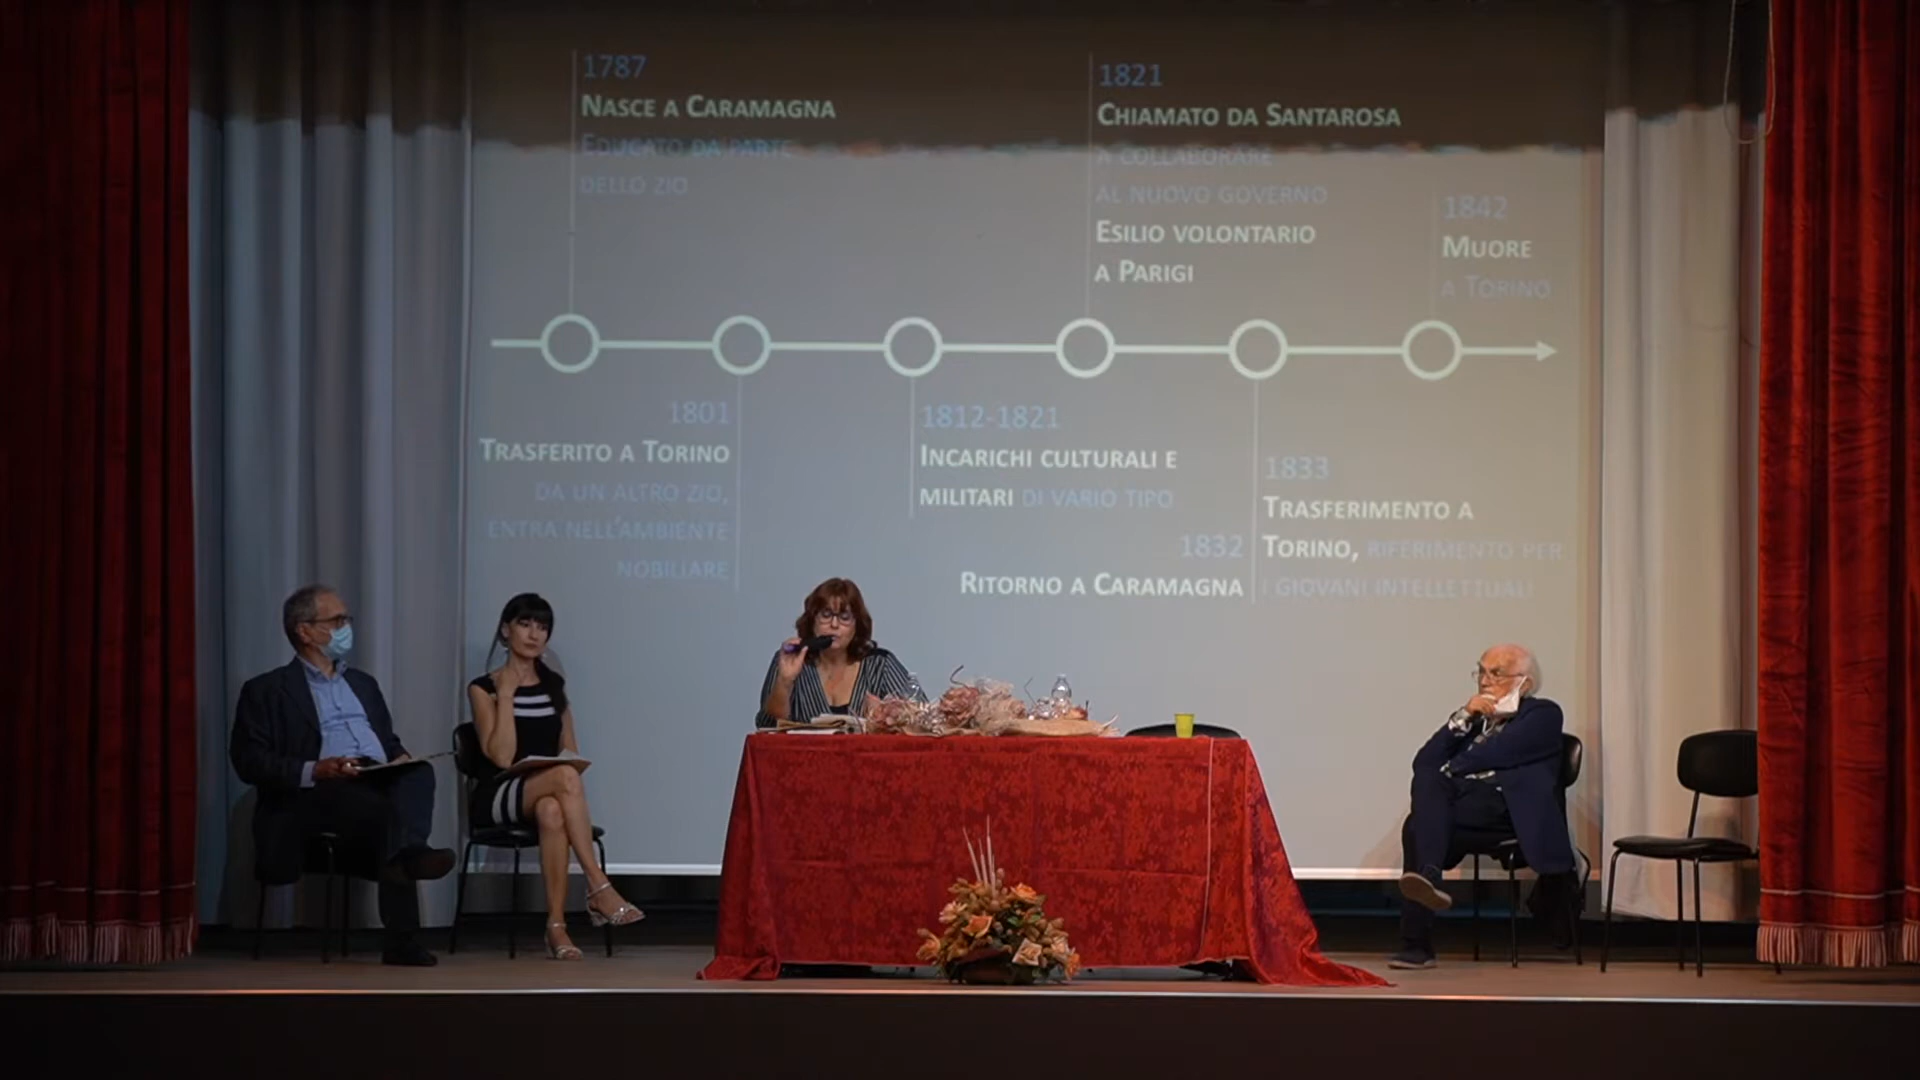 1787
NASCE A CARAMAGNA
EDUCATO DA PARTE
DELLO ZIO
1801
TRASFERITO A TORINO
DA UN ALTRO ZIO,
ENTRA NELL'AMBIENTE
NOBILIARE
1812-1821
INCARICHI CULTURALI E
MILITARI DI VARIO TIPO
1821
CHIAMATO DA SANTAROSA
A COLLABORARE
AL NUOVO GOVERNO
ESILIO VOLONTARIO
A PARIGI
1832
RITORNO A CARAMAGNA
1833
TRASFERIMENTO A
TORINO, RIFERIMENTO PER
I GIOVANI INTELLETTUALI
1842
MUORE
A TORINO